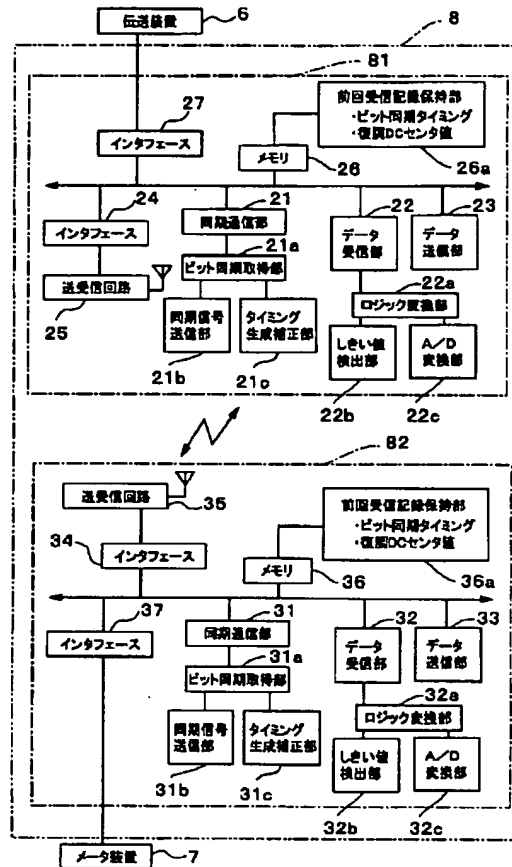 伝送装置
6
8
81
27
インタフェース
前回受信記録保持部
・ビット同期タイミング
・復調DCセンタ値
メモリ
26
26a
24
インタフェース
21
同期通信部
22
データ
受信部
23
データ
送信部
送受信回路
25
21a
ビット同期取得部
22a
ロジック変換部
同期信号
送信部
タイミング
生成補正部
しきい値
検出部
A/D
変換部
21b
21c
22b
22c
82
送受信回路
35
34
インタフェース
前回受信記録保持部
・ビット同期タイミング
・復調DCセンタ値
メモリ
36
36a
37
インタフェース
31
同期通信部
32
データ
受信部
33
データ
送信部
31a
ビット同期取得部
32a
ロジック変換部
同期信号
送信部
タイミング
生成補正部
しきい値
検出部
A/D
変換部
31b
31c
32b
32c
メータ装置
7